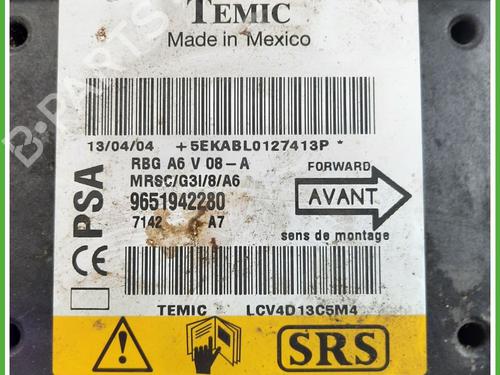 TEMIC
Made in Mexico
13/04/04 +5EKABL0127413P *
RBG A6 V 08-A
MRSC/G3I/8/A6
9651942280
7142 A7
PSA
CE
FORWARD
AVANT
sens de montage
TEMIC LCV4D13C5M4
SRS